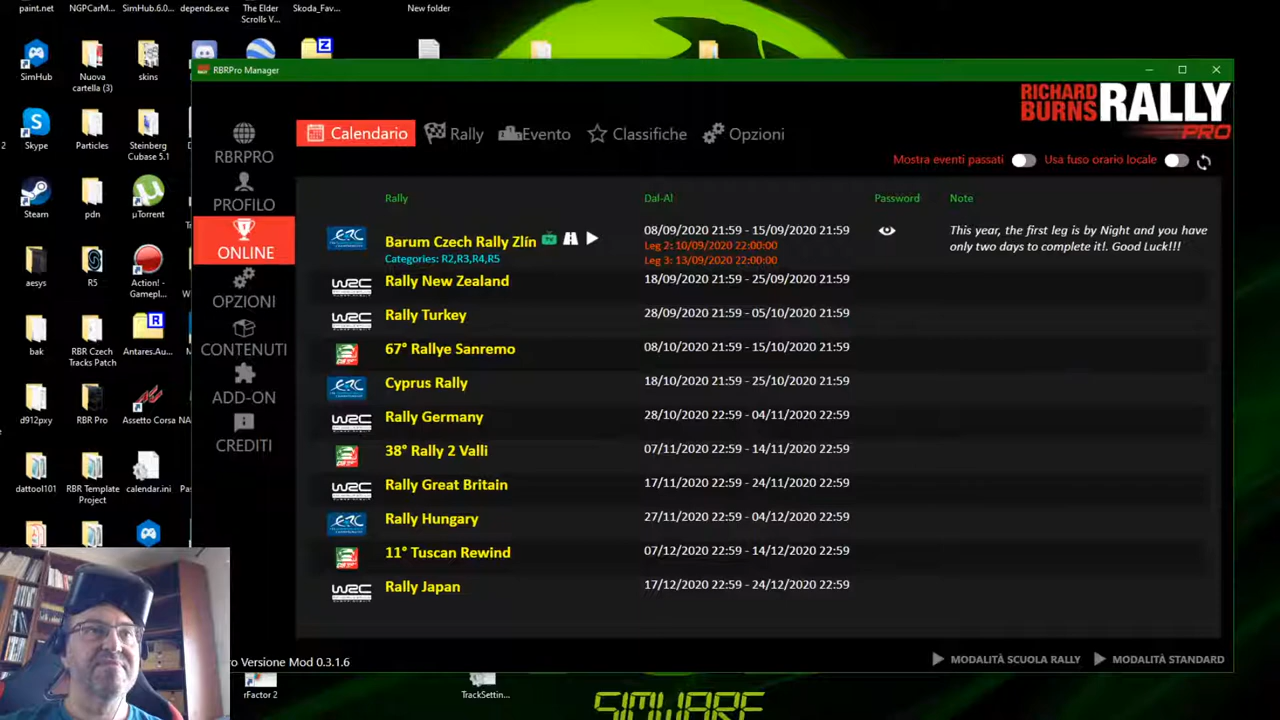 paint.net NGPCarM... SimHub.6.0... depends.exe The Elder Skoda_Fav... New folder
Scrolls V...
SimHub Nuova skins
cartella (3)
Skype Particles Steinberg
Cubase 5.1
Steam pdn µTorrent
aesys R5 Action! -
Gamepl...
bak RBR Czech Antares.Au...
Tracks Patch
d912pxy RBR Pro Assetto Corsa
dattool101 RBR Template calendar.ini
Project
RBRPro Manager
RICHARD
BURNS RALLY
PRO
RBRPRO
PROFILO
ONLINE
OPZIONI
CONTENUTI
ADD-ON
CREDITI
Calendario Rally Evento Classifiche Opzioni
Mostra eventi passati Usa fuso orario locale
Rally Dal-Al Password Note
Barum Czech Rally Zlín TV 08/09/2020 21:59 - 15/09/2020 21:59 This year, the first leg is by Night and you have
Leg 2: 10/09/2020 22:00:00 only two days to complete it!. Good Luck!!!
Categories: R2,R3,R4,R5 Leg 3: 13/09/2020 22:00:00
ERC
WRC Rally New Zealand 18/09/2020 21:59 - 25/09/2020 21:59
WRC Rally Turkey 28/09/2020 21:59 - 05/10/2020 21:59
67° Rallye Sanremo 08/10/2020 21:59 - 15/10/2020 21:59
ERC Cyprus Rally 18/10/2020 21:59 - 25/10/2020 21:59
WRC Rally Germany 28/10/2020 22:59 - 04/11/2020 22:59
38° Rally 2 Valli 07/11/2020 22:59 - 14/11/2020 22:59
WRC Rally Great Britain 17/11/2020 22:59 - 24/11/2020 22:59
ERC Rally Hungary 27/11/2020 22:59 - 04/12/2020 22:59
11° Tuscan Rewind 07/12/2020 22:59 - 14/12/2020 22:59
WRC Rally Japan 17/12/2020 22:59 - 24/12/2020 22:59
o Versione Mod 0.3.1.6
MODALITÀ SCUOLA RALLY MODALITÀ STANDARD
rFactor 2 TrackSettin...
SIMWARE